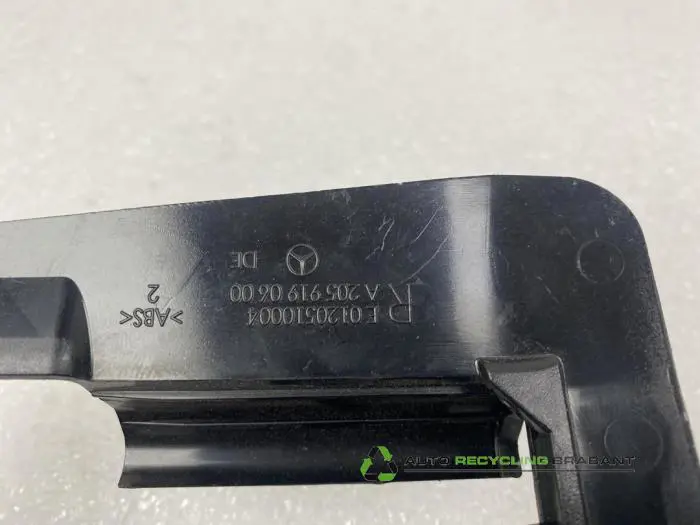 E 0120510004
R
A 205 919 06 00
DE
>ABS<
2
AUTO RECYCLING BRABANT